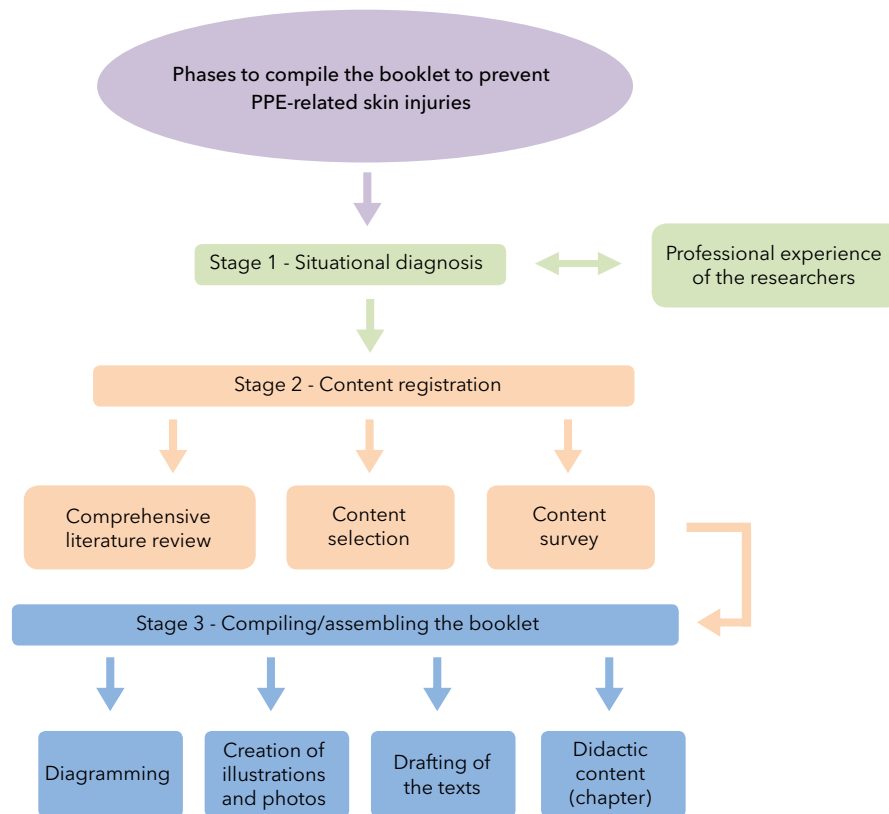 Phases to compile the booklet to prevent
PPE-related skin injuries
Stage 1 - Situational diagnosis
Professional experience
of the researchers
Stage 2 - Content registration
Comprehensive
literature review
Content
selection
Content
survey
Stage 3 - Compiling/assembling the booklet
Diagramming
Creation of
illustrations
and photos
Drafting of
the texts
Didactic
content
(chapter)